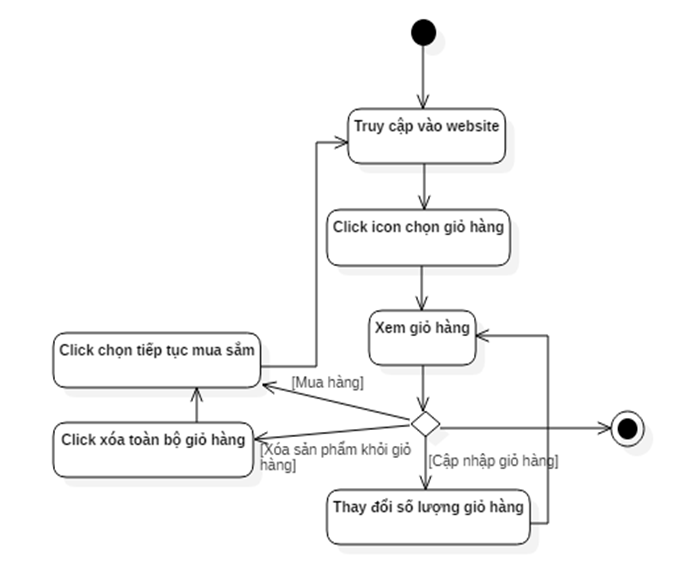 Truy cập vào website
Click icon chọn giỏ hàng
Xem giỏ hàng
Click chọn tiếp tục mua sắm
[Mua hàng]
Click xóa toàn bộ giỏ hàng
[Xóa sản phẩm khỏi giỏ
hàng]
[Cập nhập giỏ hàng]
Thay đổi số lượng giỏ hàng